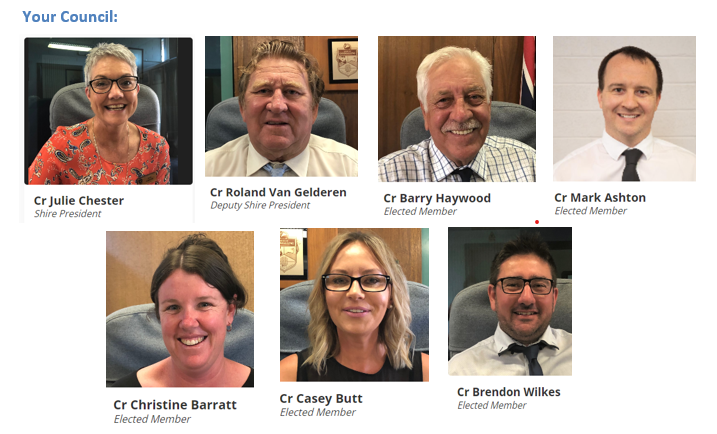 Your Council:
Cr Julie Chester
Shire President
Cr Roland Van Gelderen
Deputy Shire President
Cr Barry Haywood
Elected Member
Cr Mark Ashton
Elected Member
Cr Christine Barratt
Elected Member
Cr Casey Butt
Elected Member
Cr Brendon Wilkes
Elected Member